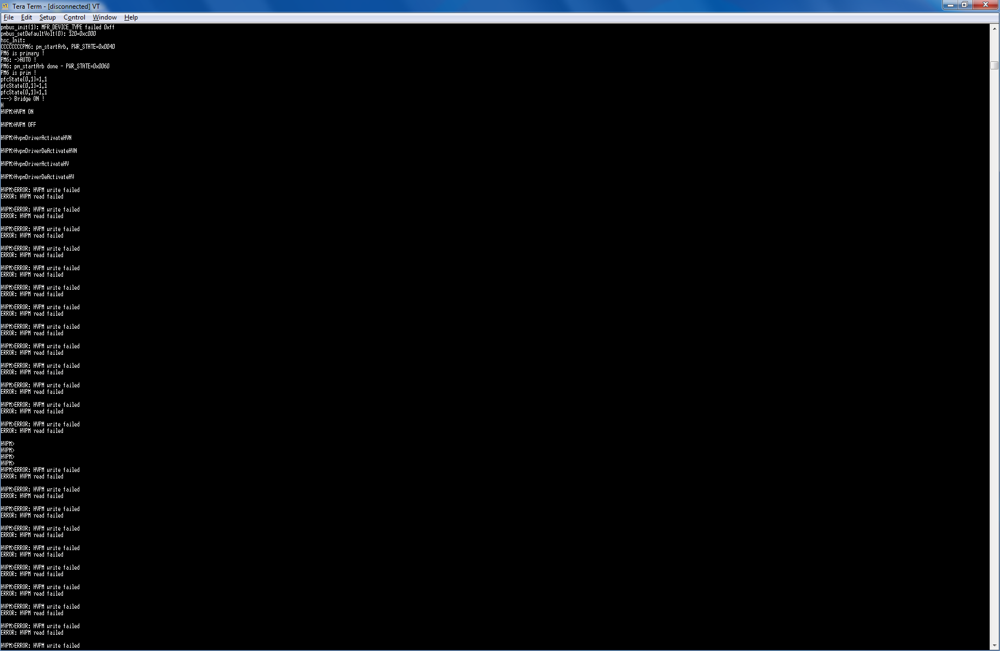 Tera Term - [disconnected] VT
File Edit Setup Control Window Help
pmbus_init(1): MFR_DEVICE_TYPE failed 0xff
pmbus_setDefaultVolt(0): 120=0xc000
hsc_Init:
CCCCCCCCPM6: pm_startArb, PWR_STATE=0x0040
PM6 is primary !
PM6: ->AUTO !
PM6: pm_startArb done - PWR_STATE=0x0060
PM6 is prim !
pfcState[0,1]=1,1
pfcState[0,1]=1,1
pfcState[0,1]=1,1
---> Bridge ON !
H
HVPM>HVPM ON
HVPM>HVPM OFF
HVPM>HvpmDriverActivateHVN
HVPM>HvpmDriverDeActivateHVN
HVPM>HvpmDriverActivateHV
HVPM>HvpmDriverDeActivateHV
HVPM>ERROR: HVPM write failed
ERROR: HVPM read failed
HVPM>ERROR: HVPM write failed
ERROR: HVPM read failed
HVPM>ERROR: HVPM write failed
ERROR: HVPM read failed
HVPM>ERROR: HVPM write failed
ERROR: HVPM read failed
HVPM>ERROR: HVPM write failed
ERROR: HVPM read failed
HVPM>ERROR: HVPM write failed
ERROR: HVPM read failed
HVPM>ERROR: HVPM write failed
ERROR: HVPM read failed
HVPM>ERROR: HVPM write failed
ERROR: HVPM read failed
HVPM>ERROR: HVPM write failed
ERROR: HVPM read failed
HVPM>ERROR: HVPM write failed
ERROR: HVPM read failed
HVPM>ERROR: HVPM write failed
ERROR: HVPM read failed
HVPM>ERROR: HVPM write failed
ERROR: HVPM read failed
HVPM>ERROR: HVPM write failed
ERROR: HVPM read failed
HVPM>
HVPM>
HVPM>
HVPM>
HVPM>ERROR: HVPM write failed
ERROR: HVPM read failed
HVPM>ERROR: HVPM write failed
ERROR: HVPM read failed
HVPM>ERROR: HVPM write failed
ERROR: HVPM read failed
HVPM>ERROR: HVPM write failed
ERROR: HVPM read failed
HVPM>ERROR: HVPM write failed
ERROR: HVPM read failed
HVPM>ERROR: HVPM write failed
ERROR: HVPM read failed
HVPM>ERROR: HVPM write failed
ERROR: HVPM read failed
HVPM>ERROR: HVPM write failed
ERROR: HVPM read failed
HVPM>ERROR: HVPM write failed
ERROR: HVPM read failed
HVPM>ERROR: HVPM write failed